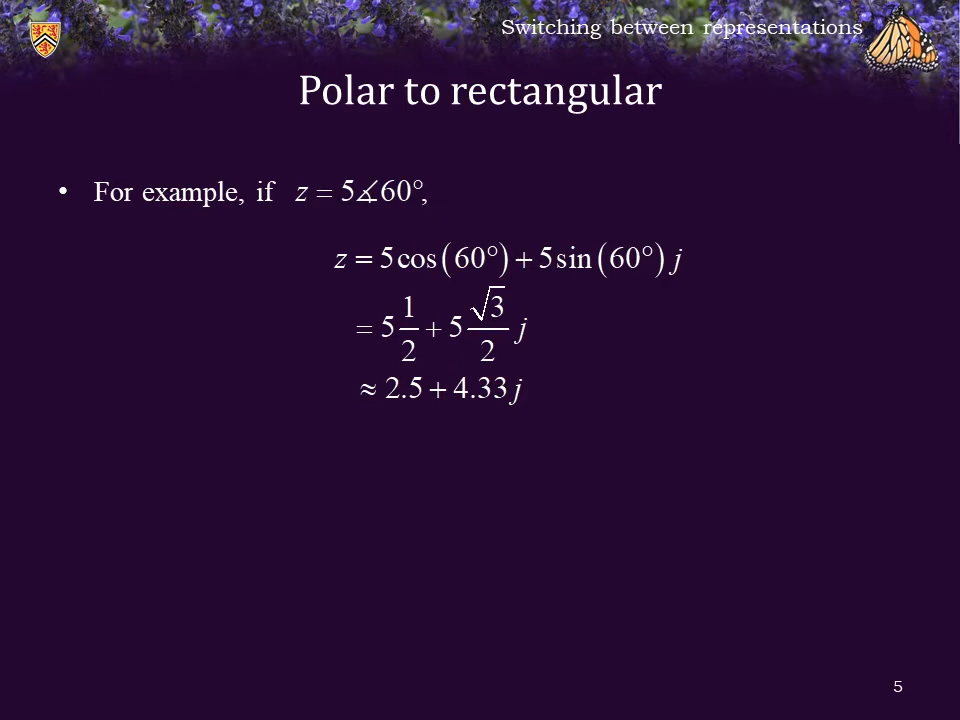 Switching between representations
Polar to rectangular
• For example, if z = 5∡60°,
z = 5cos(60°) + 5sin(60°) j
= 5 1/2 + 5 √3/2 j
≈ 2.5 + 4.33 j
5